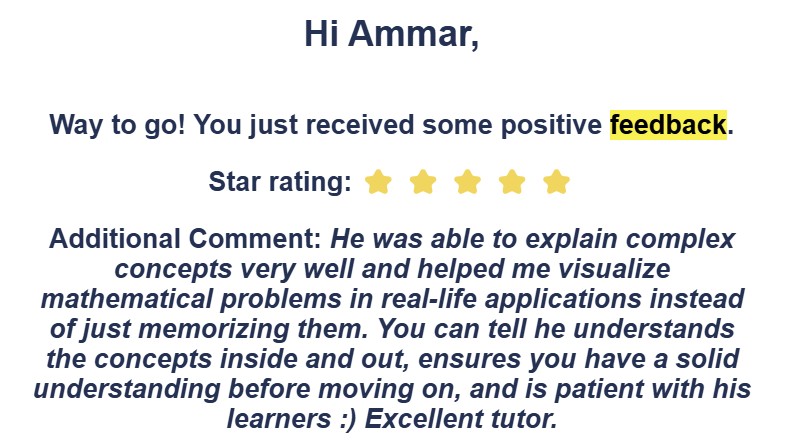 Hi Ammar,
Way to go! You just received some positive feedback.
Star rating:
Additional Comment: He was able to explain complex
concepts very well and helped me visualize
mathematical problems in real-life applications instead
of just memorizing them. You can tell he understands
the concepts inside and out, ensures you have a solid
understanding before moving on, and is patient with his
learners :) Excellent tutor.